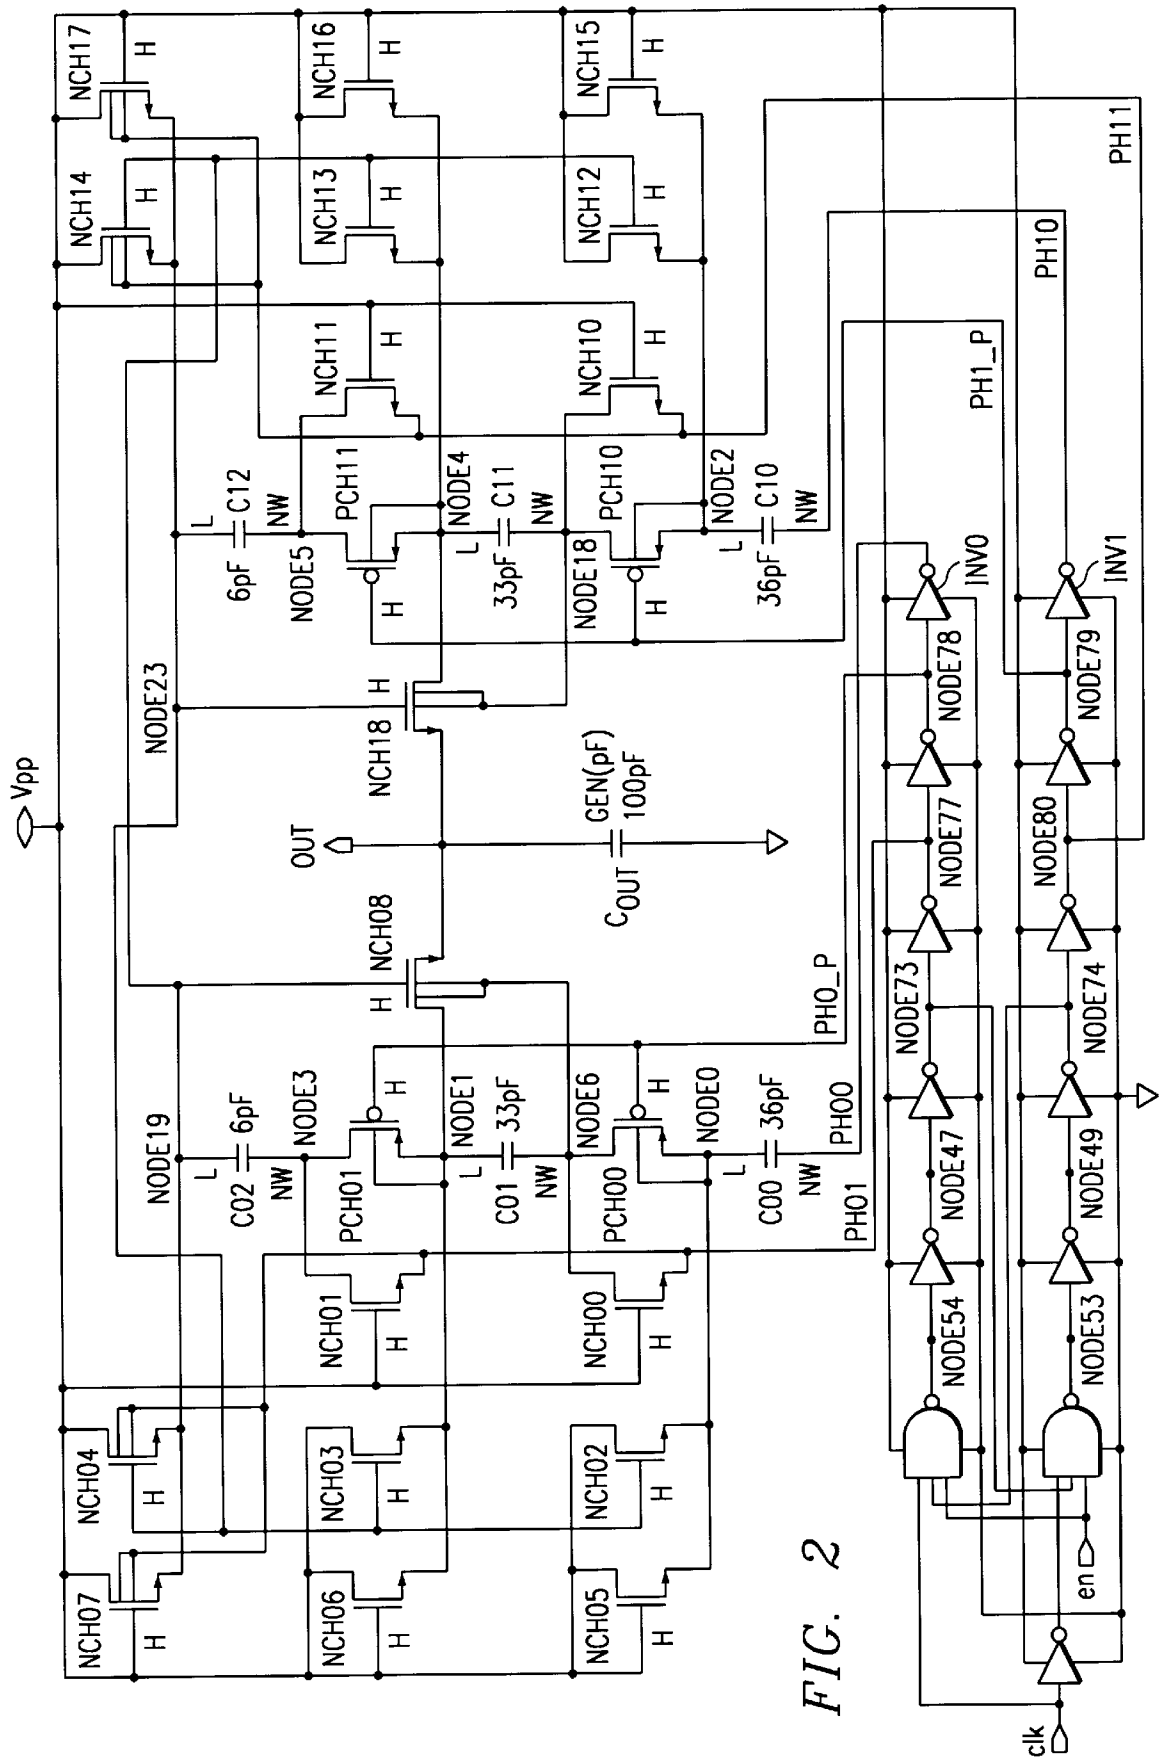 Vpp
NCH07
H
NCH04
H
NODE19
NODE23
NCH14
H
NCH17
H
L
C02
6pF
NW
NODE3
L
6pF
C12
NW
NODE5
NCH06
H
NCH03
H
NCH01
H
PCH01
H
NODE1
H
NCH08
OUT
NCH18
H
H
PCH11
NODE4
NCH11
H
NCH13
H
NCH16
H
L
C01
33pF
NW
NODE6
L
33pF
C11
NW
NODE18
NCH05
H
NCH02
H
NCH00
H
PCH00
H
NODE0
COUT
GEN(pF)
100pF
H
PCH10
NODE2
NCH10
H
NCH12
H
NCH15
H
L
C00
36pF
NW
L
36pF
C10
NW
PH01
PH00
PH0_P
PH1_P
PH10
PH11
NODE54
NODE47
NODE73
NODE77
NODE78
INV0
NODE53
NODE49
NODE74
NODE80
NODE79
INV1
clk
en
FIG. 2